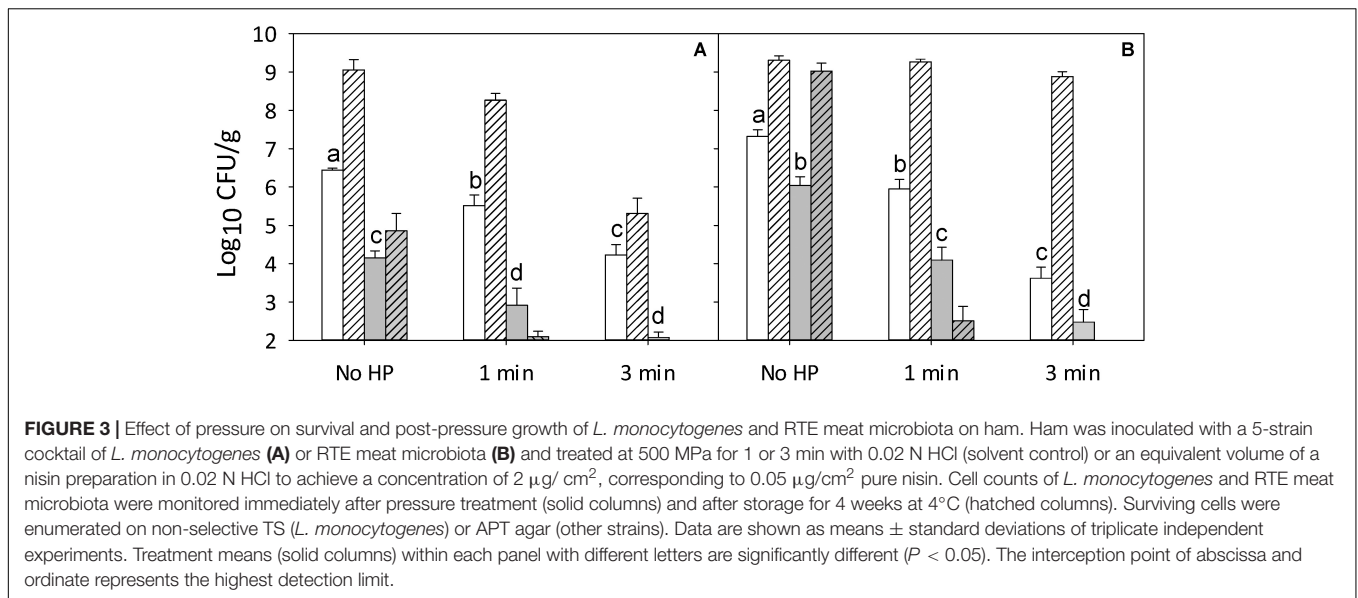 10
9
8
7
6
5
4
3
2
Log10 CFU/g
A
B
a
b
c
c
d
d
a
b
b
c
c
d
No HP
1 min
3 min
No HP
1 min
3 min
FIGURE 3 | Effect of pressure on survival and post-pressure growth of L. monocytogenes and RTE meat microbiota on ham. Ham was inoculated with a 5-strain
cocktail of L. monocytogenes (A) or RTE meat microbiota (B) and treated at 500 MPa for 1 or 3 min with 0.02 N HCl (solvent control) or an equivalent volume of a
nisin preparation in 0.02 N HCl to achieve a concentration of 2 μg/ cm², corresponding to 0.05 μg/cm² pure nisin. Cell counts of L. monocytogenes and RTE meat
microbiota were monitored immediately after pressure treatment (solid columns) and after storage for 4 weeks at 4°C (hatched columns). Surviving cells were
enumerated on non-selective TS (L. monocytogenes) or APT agar (other strains). Data are shown as means ± standard deviations of triplicate independent
experiments. Treatment means (solid columns) within each panel with different letters are significantly different (P < 0.05). The interception point of abscissa and
ordinate represents the highest detection limit.